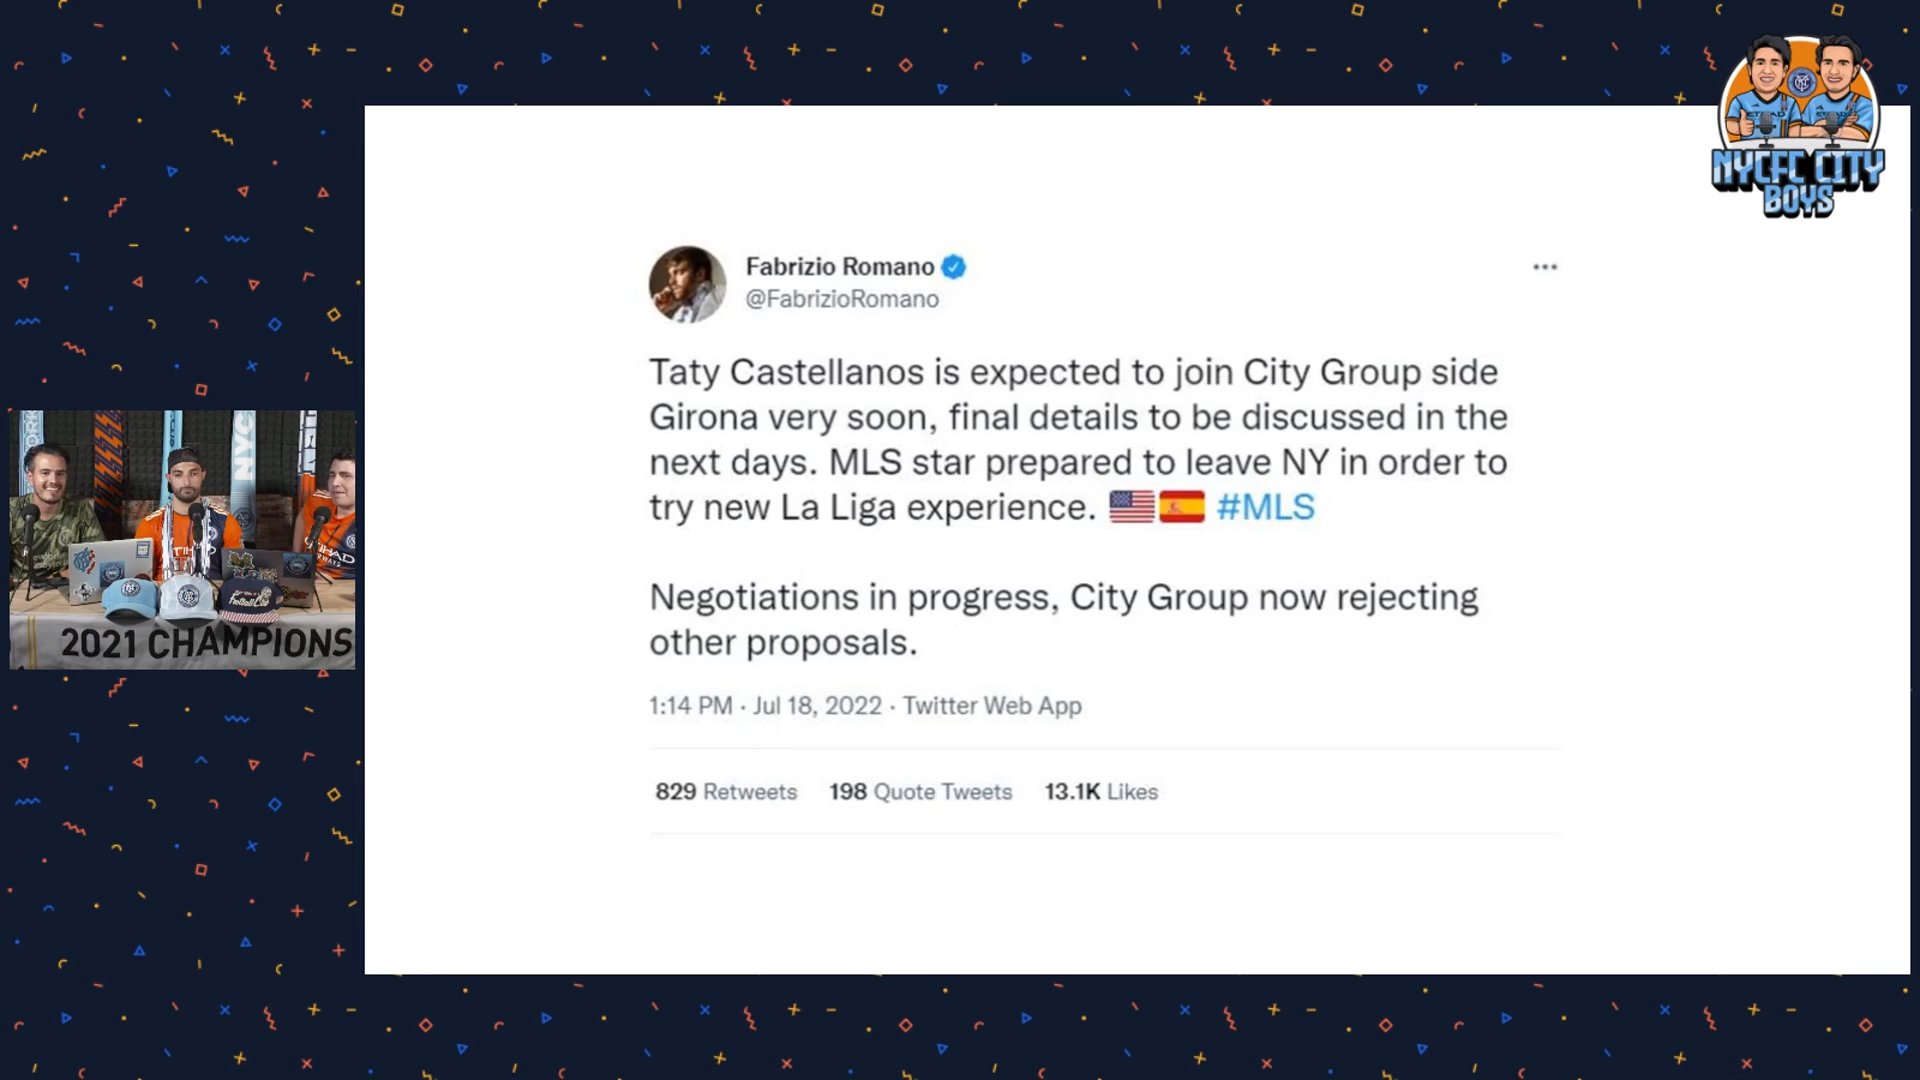 NYCFC CITY
BOYS
Fabrizio Romano
@FabrizioRomano
Taty Castellanos is expected to join City Group side
Girona very soon, final details to be discussed in the
next days. MLS star prepared to leave NY in order to
try new La Liga experience. 🇺🇸🇪🇸 #MLS
Negotiations in progress, City Group now rejecting
other proposals.
1:14 PM · Jul 18, 2022 · Twitter Web App
829 Retweets 198 Quote Tweets 13.1K Likes
NYC
2021 CHAMPIONS